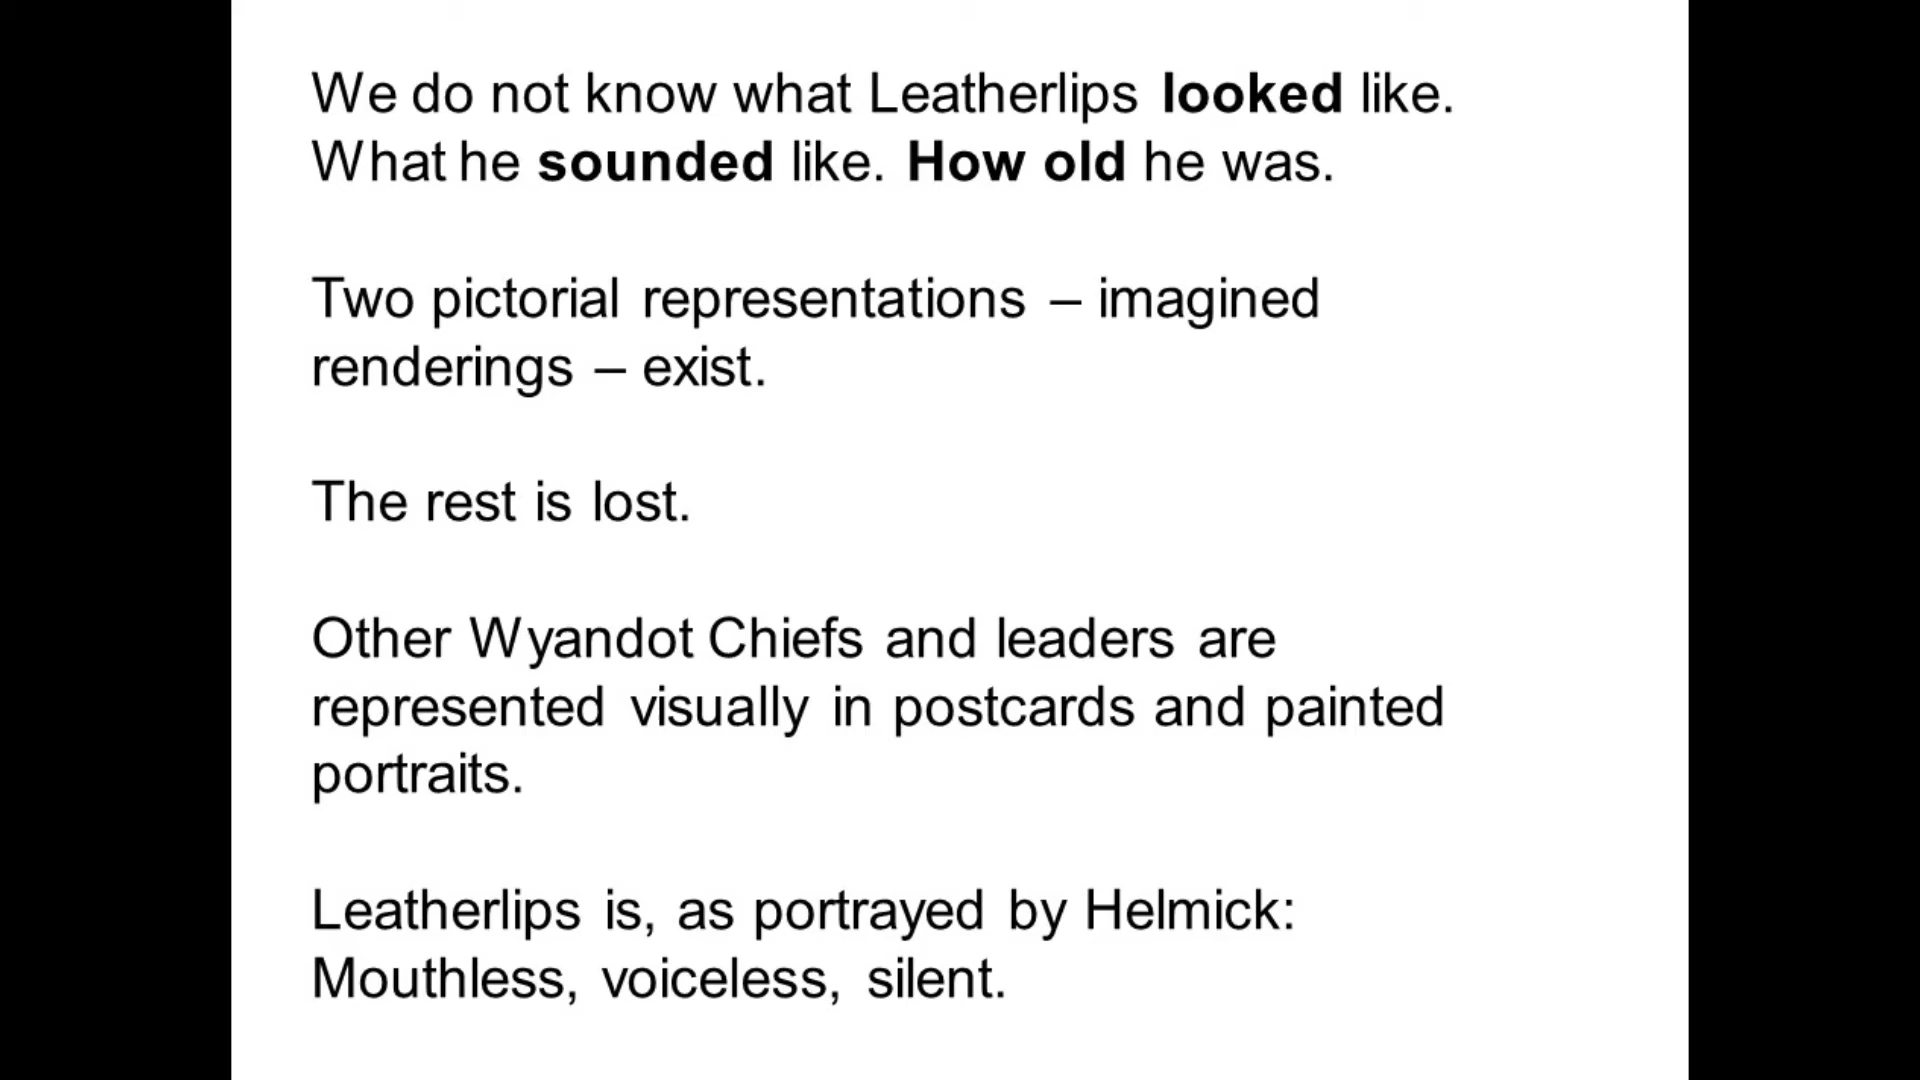 We do not know what Leatherlips looked like.
What he sounded like. How old he was.
Two pictorial representations – imagined
renderings – exist.
The rest is lost.
Other Wyandot Chiefs and leaders are
represented visually in postcards and painted
portraits.
Leatherlips is, as portrayed by Helmick:
Mouthless, voiceless, silent.